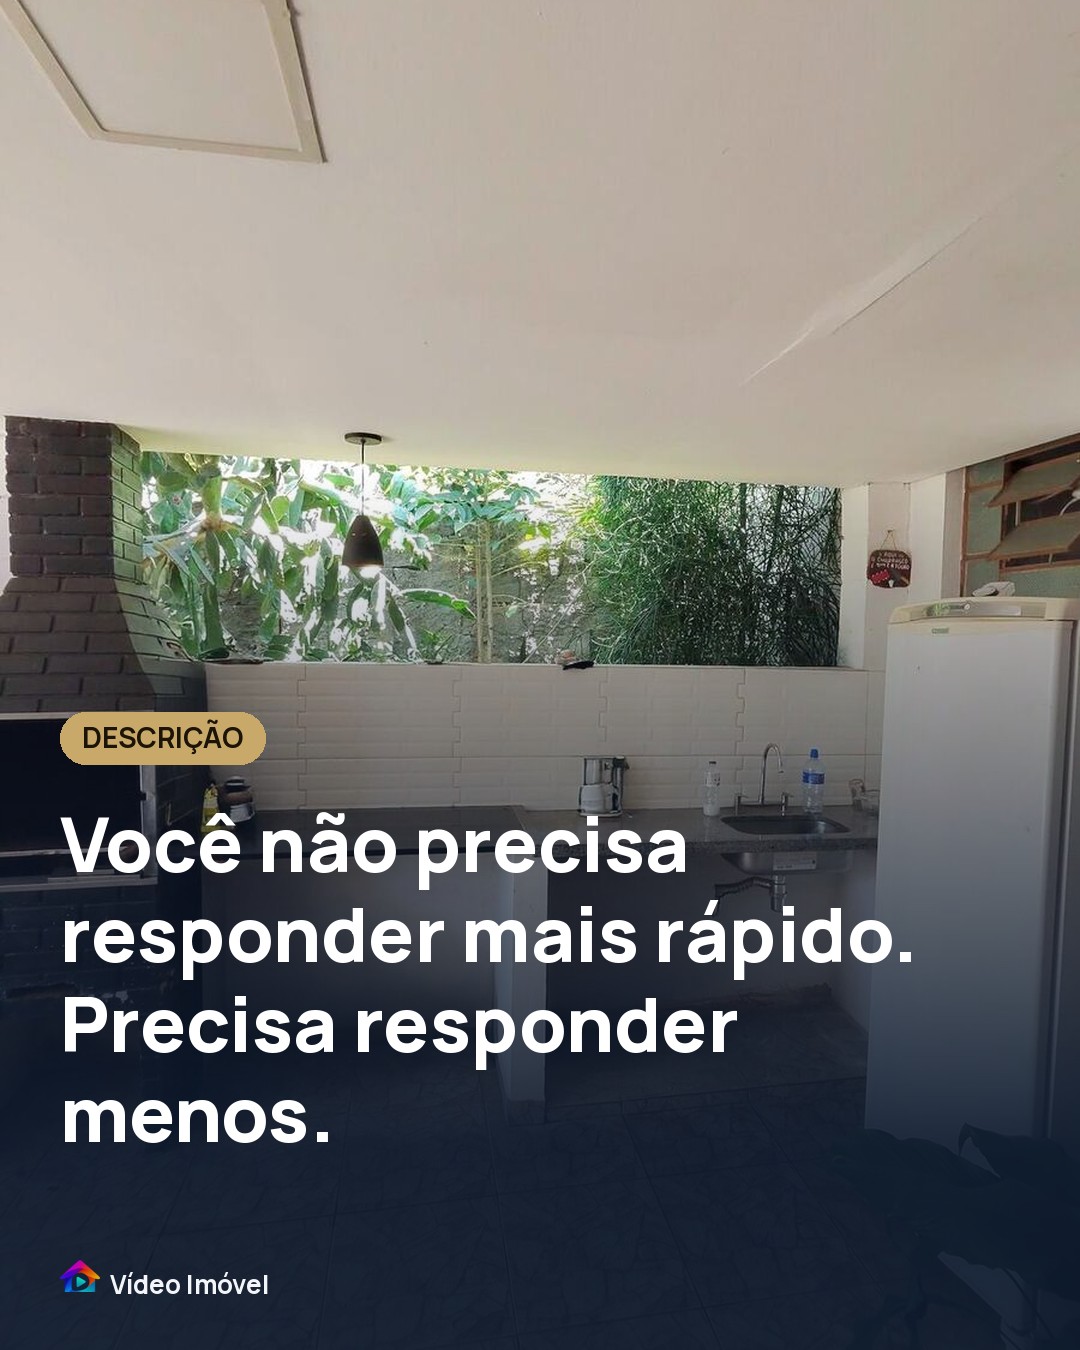 DESCRIÇÃO
Você não precisa
responder mais rápido.
Precisa responder
menos.
Vídeo Imóvel